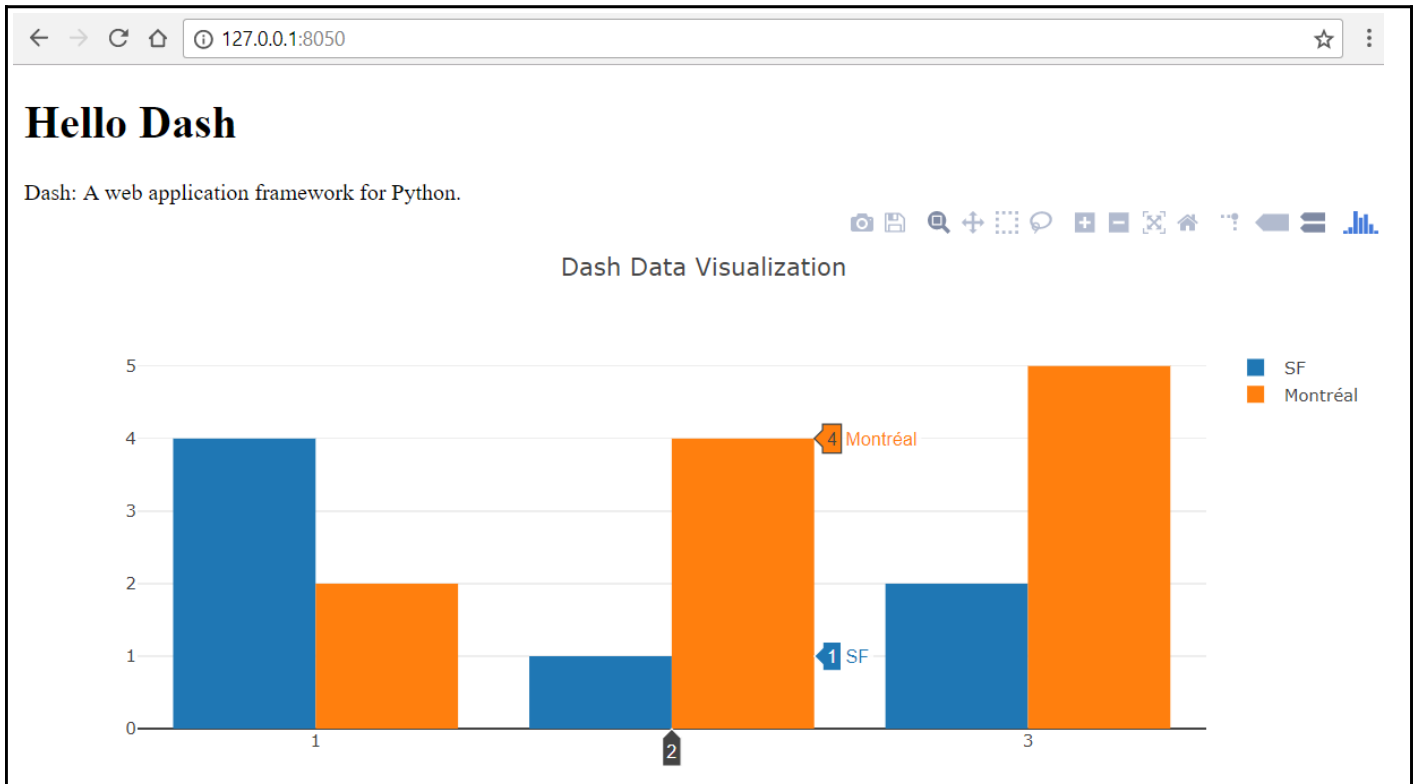 127.0.0.1:8050
Hello Dash
Dash: A web application framework for Python.
Dash Data Visualization
5
SF
Montréal
4
4 Montréal
3
2
1
1 SF
0
1
2
3